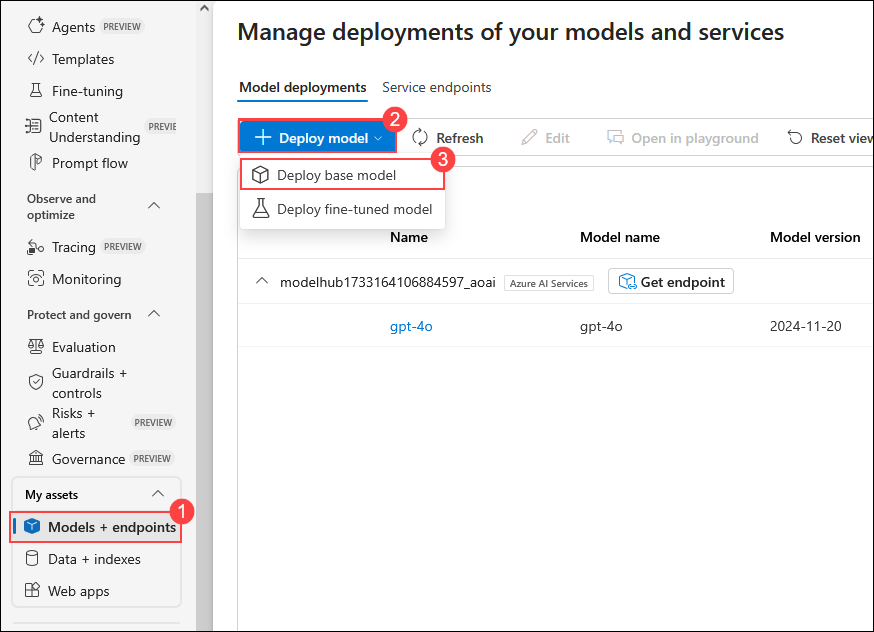 Agents PREVIEW
Templates
Fine-tuning
Content
Understanding
PREVIE
Prompt flow
Observe and
optimize
Tracing PREVIEW
Monitoring
Protect and govern
Evaluation
Guardrails +
controls
Risks +
alerts
PREVIEW
Governance PREVIEW
My assets
1
Models + endpoints
Data + indexes
Web apps
Manage deployments of your models and services
Model deployments Service endpoints
2
Deploy model Refresh Edit Open in playground Reset view
3
Deploy base model
Deploy fine-tuned model
Name Model name Model version
modelhub1733164106884597_aoai Azure AI Services Get endpoint
gpt-4o gpt-4o 2024-11-20